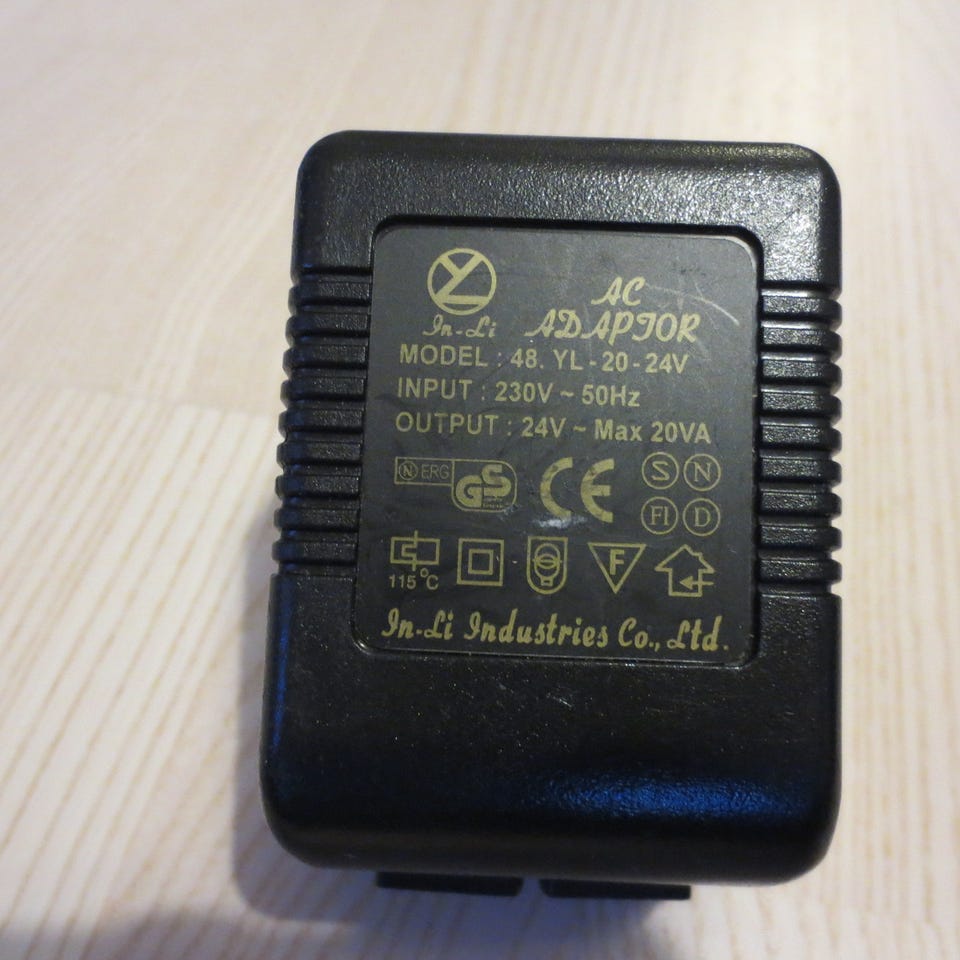 YL
In-Li
AC
ADAPTOR
MODEL : 48. YL - 20 - 24V
INPUT : 230V ~ 50Hz
OUTPUT : 24V ~ Max 20VA
N ERG GS CE S N
FI D
115 °C F
In-Li Industries Co., Ltd.